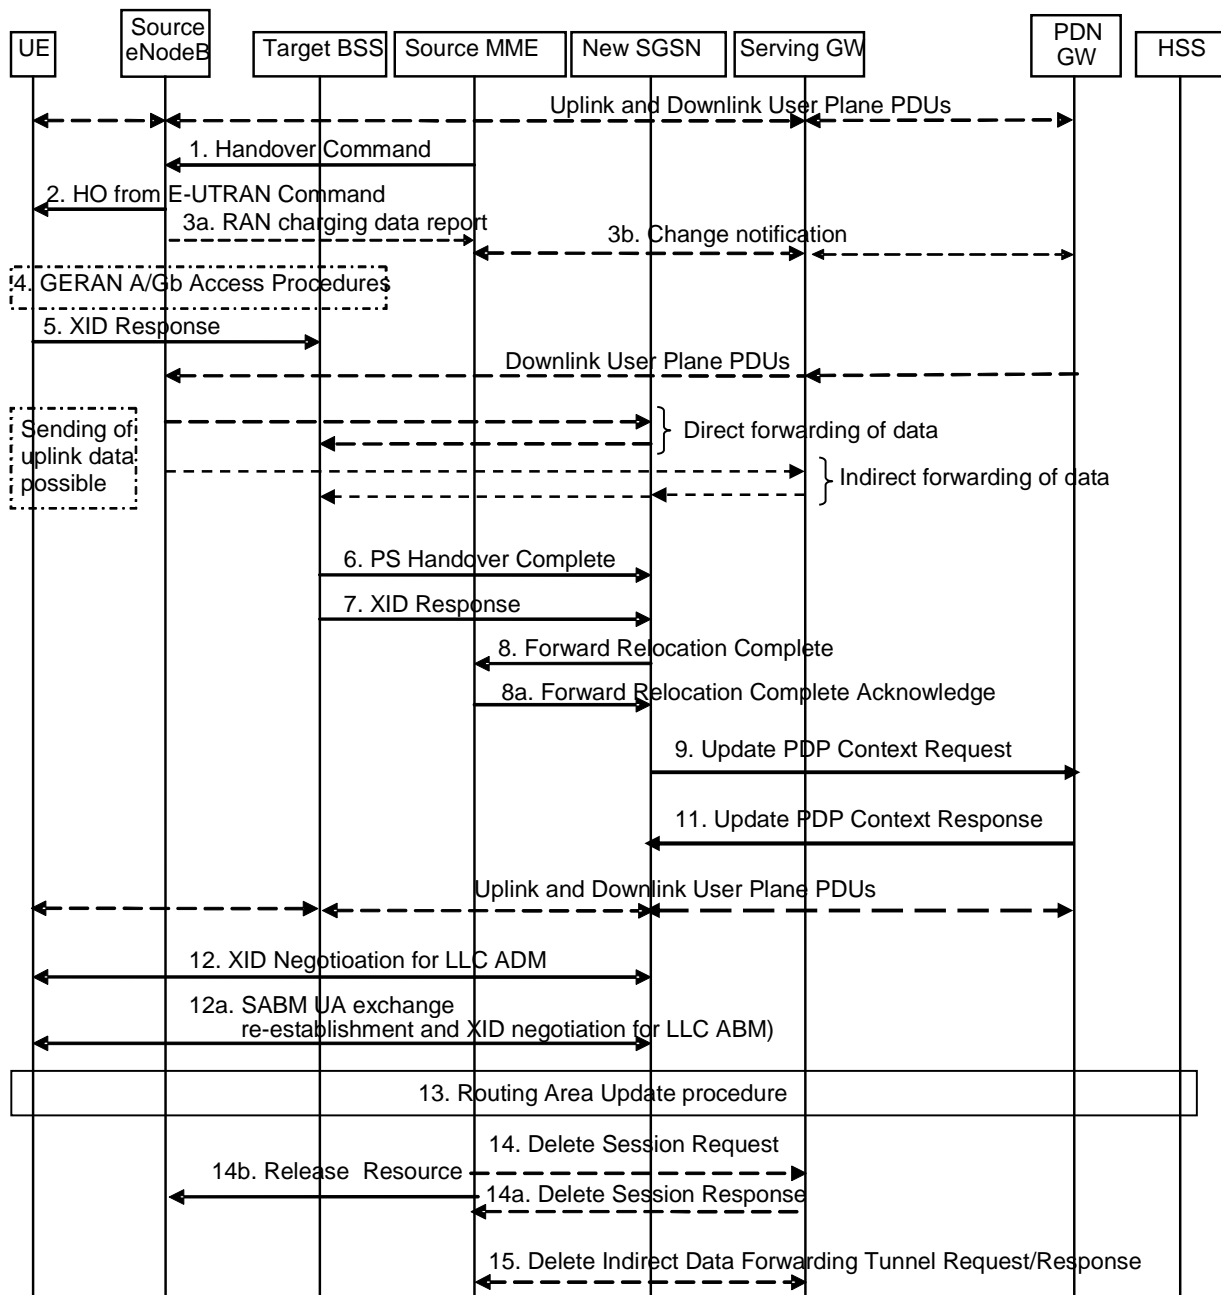 UE
Source
eNodeB
Target BSS
Source MME
New SGSN
Serving GW
PDN
GW
HSS
Uplink and Downlink User Plane PDUs
1. Handover Command
2. HO from E-UTRAN Command
3a. RAN charging data report
3b. Change notification
4. GERAN A/Gb Access Procedures
5. XID Response
Downlink User Plane PDUs
Sending of
uplink data
possible
Direct forwarding of data
Indirect forwarding of data
6. PS Handover Complete
7. XID Response
8. Forward Relocation Complete
8a. Forward Relocation Complete Acknowledge
9. Update PDP Context Request
11. Update PDP Context Response
Uplink and Downlink User Plane PDUs
12. XID Negotioation for LLC ADM
12a. SABM UA exchange
re-establishment and XID negotiation for LLC ABM)
13. Routing Area Update procedure
14. Delete Session Request
14b. Release Resource
14a. Delete Session Response
15. Delete Indirect Data Forwarding Tunnel Request/Response